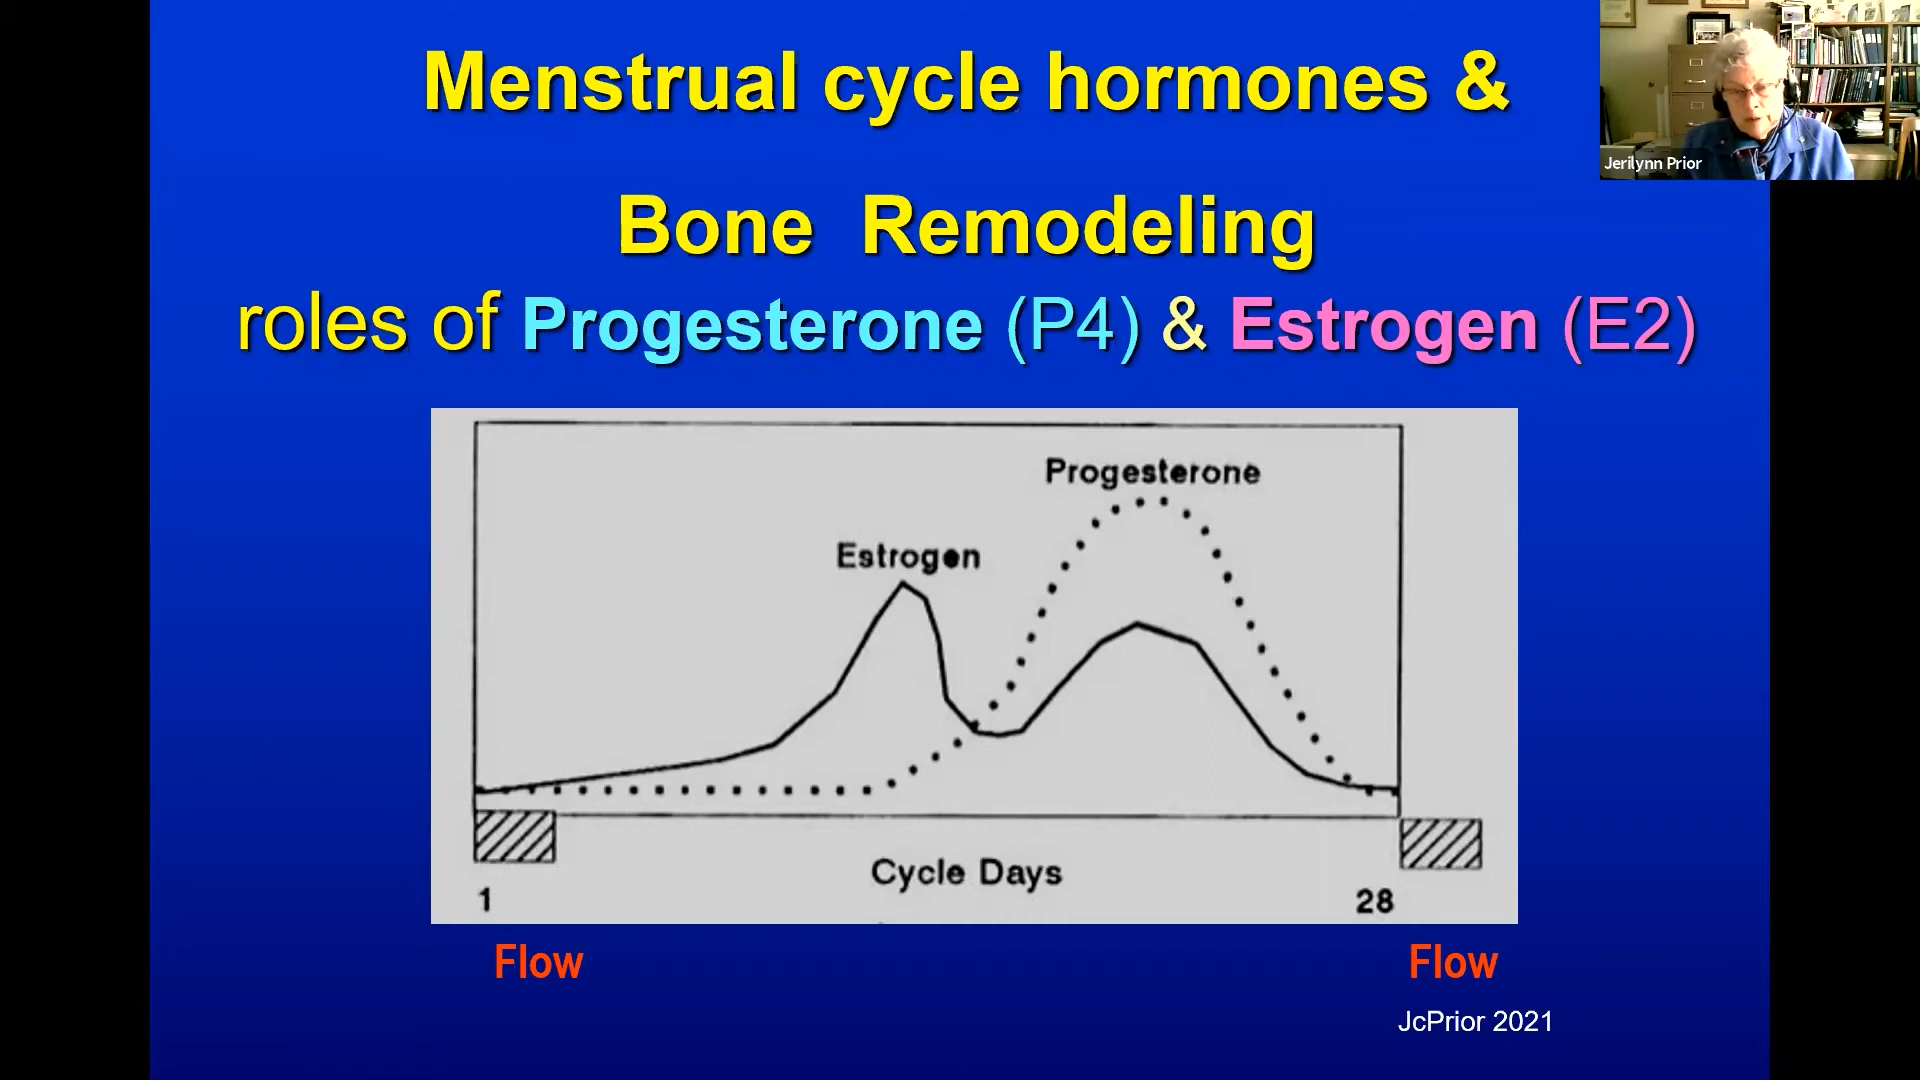 Menstrual cycle hormones &
Bone Remodeling
roles of Progesterone (P4) & Estrogen (E2)
Jerilynn Prior
Progesterone
Estrogen
Cycle Days
1
28
Flow
Flow
JcPrior 2021